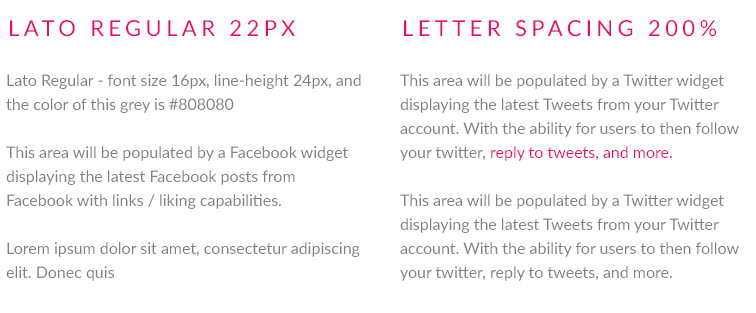 LATO REGULAR 22PX
Lato Regular - font size 16px, line-height 24px, and
the color of this grey is #808080
This area will be populated by a Facebook widget
displaying the latest Facebook posts from
Facebook with links / liking capabilities.
Lorem ipsum dolor sit amet, consectetur adipiscing
elit. Donec quis
LETTER SPACING 200%
This area will be populated by a Twitter widget
displaying the latest Tweets from your Twitter
account. With the ability for users to then follow
your twitter, reply to tweets, and more.
This area will be populated by a Twitter widget
displaying the latest Tweets from your Twitter
account. With the ability for users to then follow
your twitter, reply to tweets, and more.